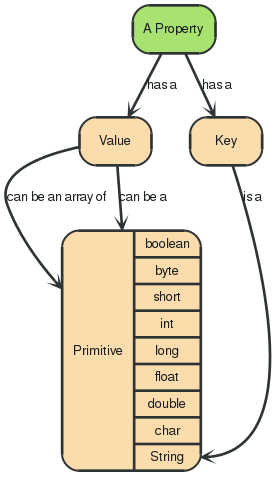 A Property
has a
has a
Value
Key
can be an array of
can be a
is a
Primitive
boolean
byte
short
int
long
float
double
char
String